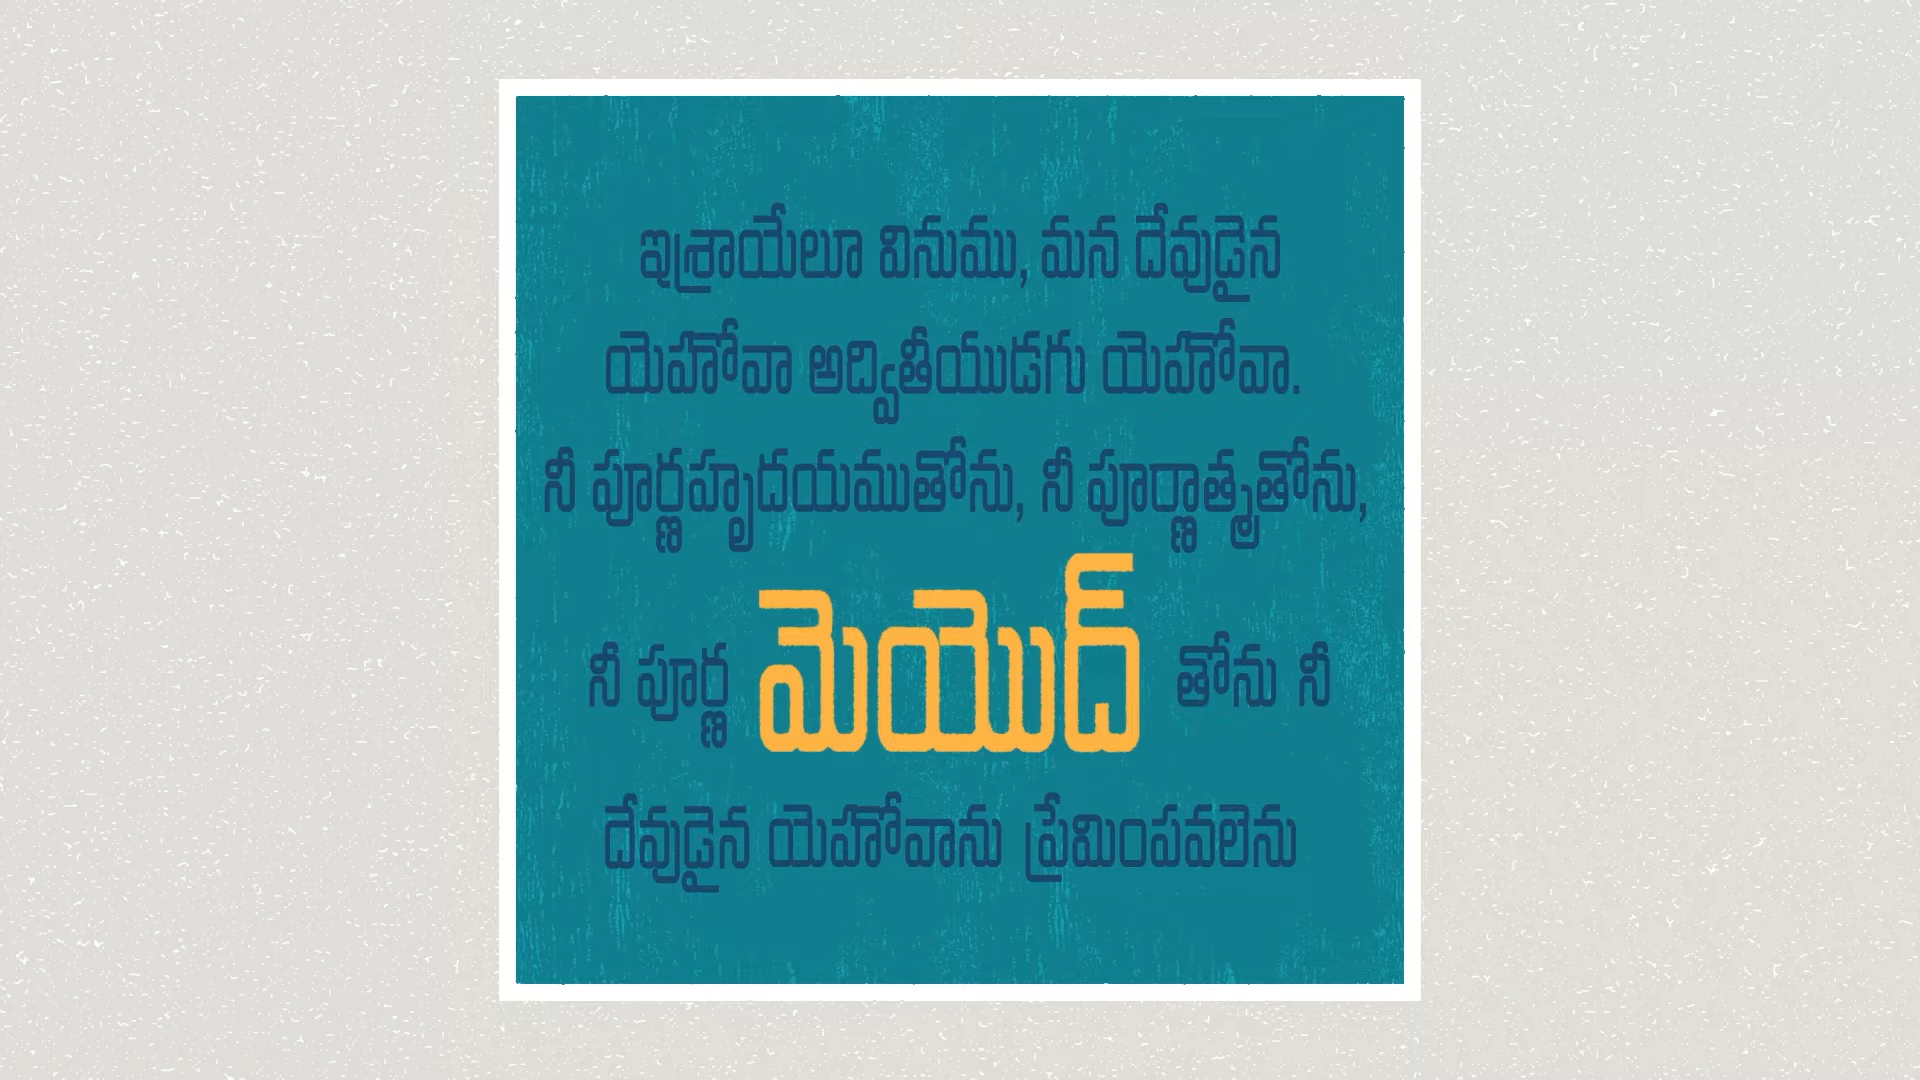 ఇశ్రాయేలూ వినుము, మన దేవుడైన
యెహోవా అద్వితీయుడగు యెహోవా.
నీ పూర్ణహృదయముతోను, నీ పూర్ణాత్మతోను,
నీ పూర్ణ మెయొద్ తోను నీ
దేవుడైన యెహోవాను ప్రేమింపవలెను